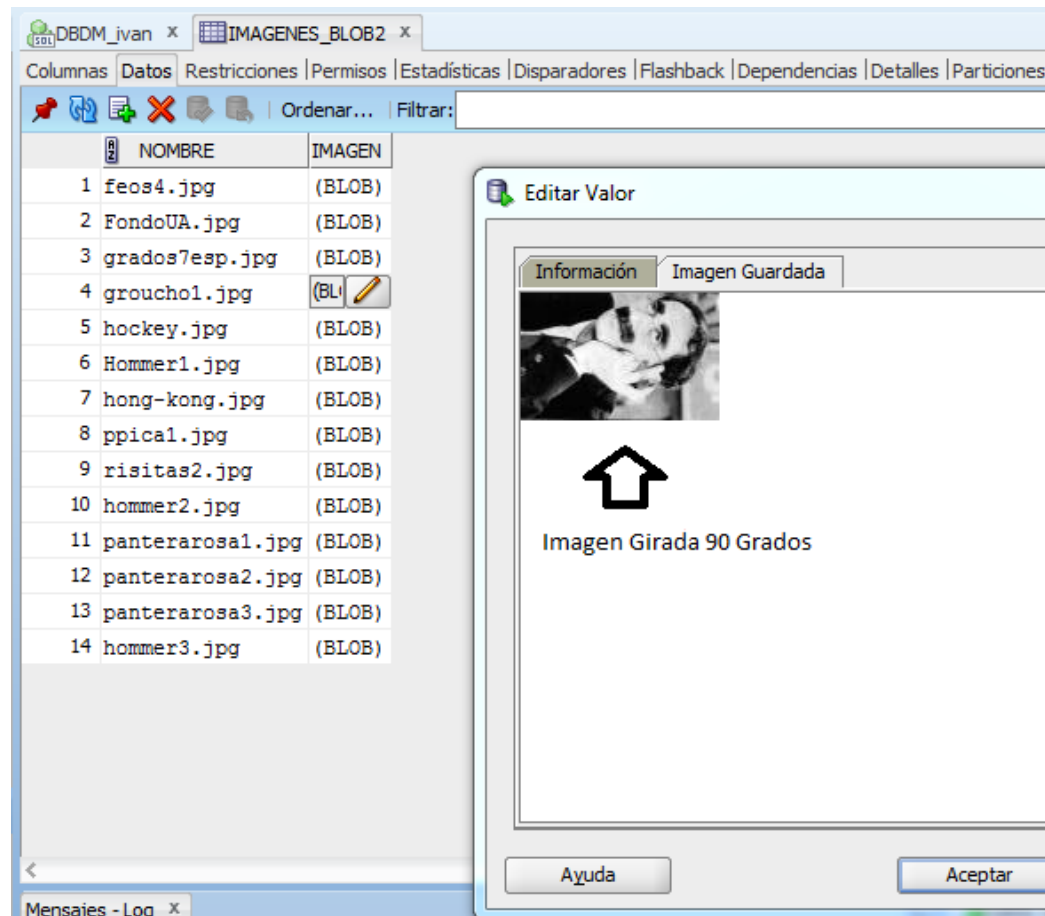 DBDM_ivan x IMAGENES_BLOB2 x
Columnas Datos Restricciones |Permisos |Estadísticas |Disparadores |Flashback |Dependencias |Detalles |Particiones
Ordenar... Filtrar:
NOMBRE IMAGEN
1 feos4.jpg (BLOB)
2 FondoUA.jpg (BLOB)
3 grados7esp.jpg (BLOB)
4 groucho1.jpg (BL
5 hockey.jpg (BLOB)
6 Hommer1.jpg (BLOB)
7 hong-kong.jpg (BLOB)
8 ppica1.jpg (BLOB)
9 risitas2.jpg (BLOB)
10 hommer2.jpg (BLOB)
11 panterarosa1.jpg (BLOB)
12 panterarosa2.jpg (BLOB)
13 panterarosa3.jpg (BLOB)
14 hommer3.jpg (BLOB)
Editar Valor
Información Imagen Guardada
Imagen Girada 90 Grados
Ayuda Aceptar
Mensajes - Log x